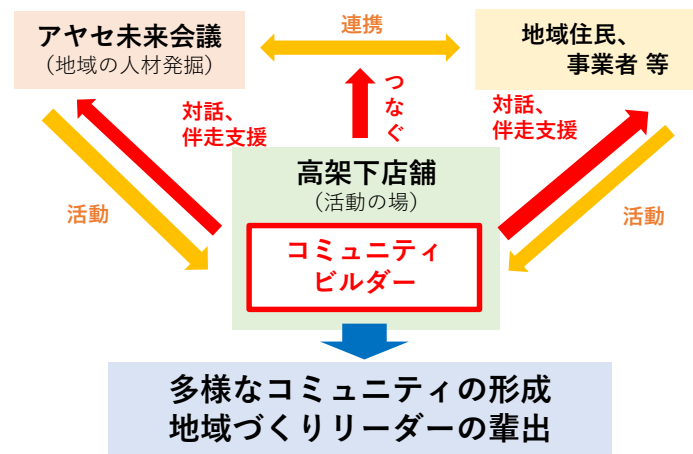 アヤセ未来会議
（地域の人材発掘）
連携
地域住民、
事業者 等
つなぐ
対話、
伴走支援
対話、
伴走支援
活動
活動
高架下店舗
（活動の場）
コミュニティ
ビルダー
多様なコミュニティの形成
地域づくりリーダーの輩出